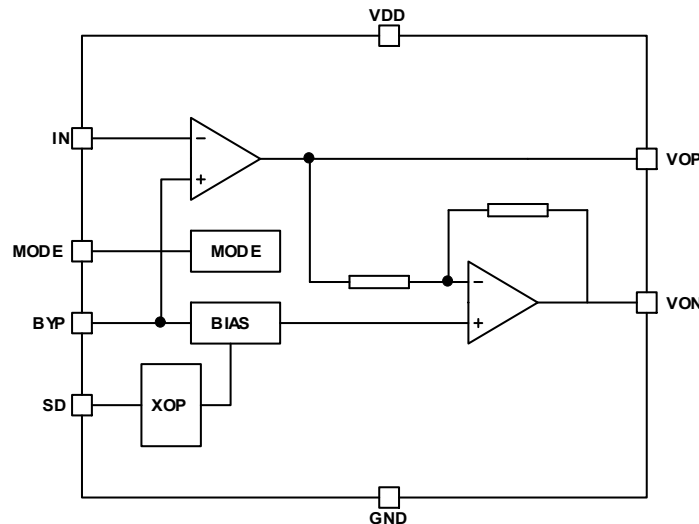 VDD
IN
−
+
VOP
MODE
MODE
BYP
BIAS
−
+
VON
SD
XOP
GND